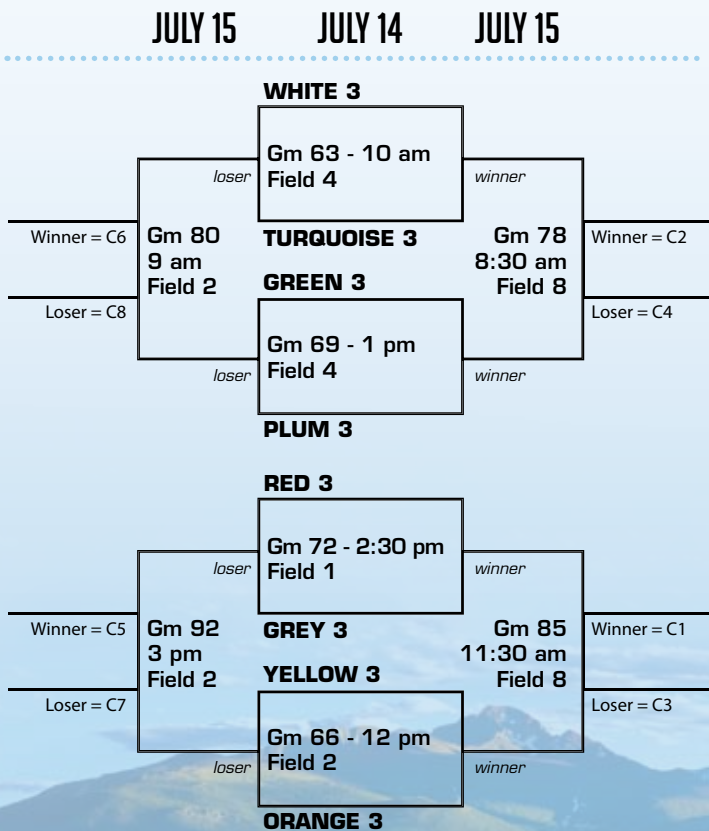 JULY 15 JULY 14 JULY 15
WHITE 3
Gm 63 - 10 am
Field 4
loser
winner
TURQUOISE 3
Winner = C6
Gm 80
9 am
Field 2
Loser = C8
Gm 78
8:30 am
Field 8
Winner = C2
Loser = C4
GREEN 3
Gm 69 - 1 pm
Field 4
loser
winner
PLUM 3
RED 3
Gm 72 - 2:30 pm
Field 1
loser
winner
GREY 3
Winner = C5
Gm 92
3 pm
Field 2
Loser = C7
Gm 85
11:30 am
Field 8
Winner = C1
Loser = C3
YELLOW 3
Gm 66 - 12 pm
Field 2
loser
winner
ORANGE 3